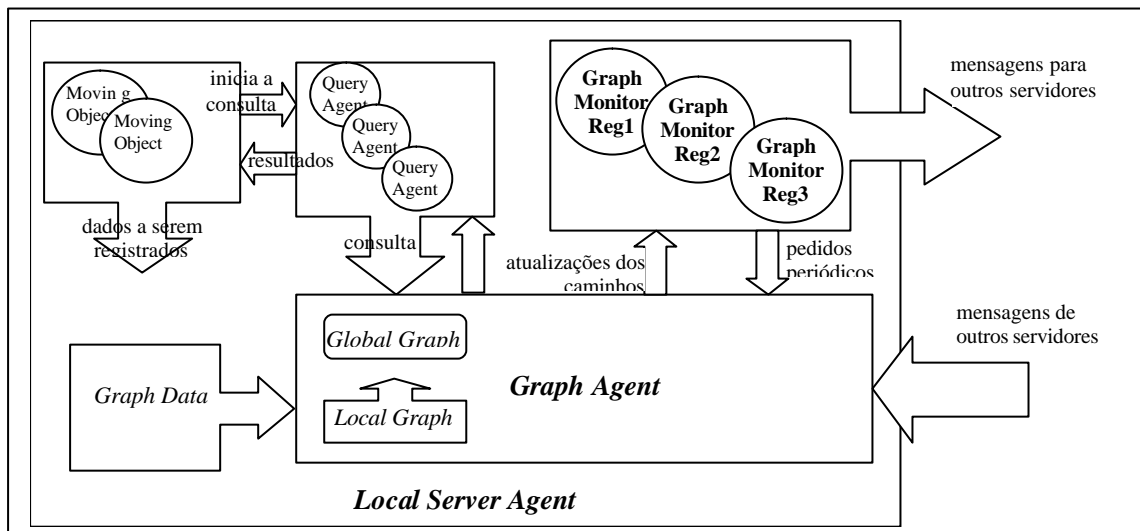 Movin g
Object
Moving
Object
inicia a
consulta
resultados
Query
Agent
Query
Agent
Query
Agent
Graph
Monitor
Reg1
Graph
Monitor
Reg2
Graph
Monitor
Reg3
mensagens para
outros servidores
dados a serem
registrados
consulta
atualizações dos
caminhos
pedidos
periódicos
mensagens de
outros servidores
Graph Data
Global Graph
Local Graph
Graph Agent
Local Server Agent